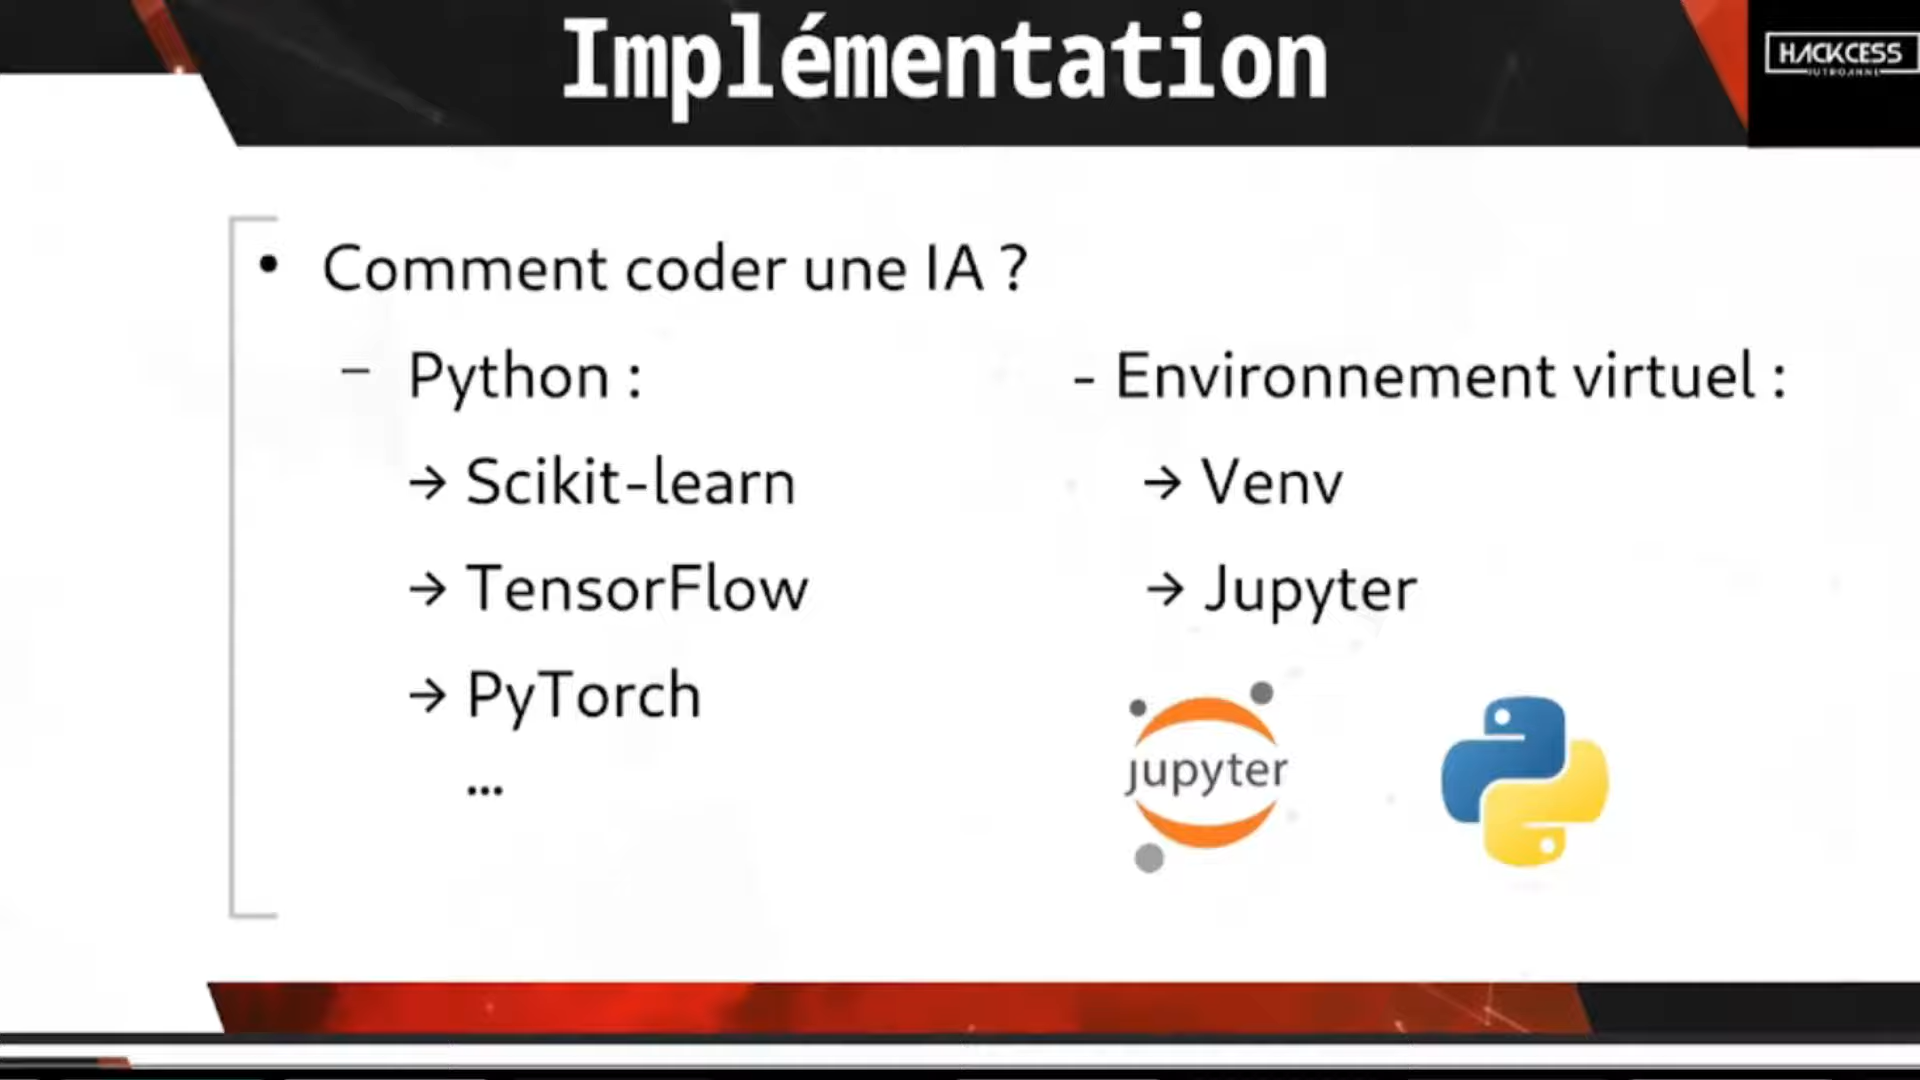 Implémentation
HACKCESS
• Comment coder une IA ?
– Python :
→ Scikit-learn
→ TensorFlow
→ PyTorch
...
- Environnement virtuel :
→ Venv
→ Jupyter
jupyter